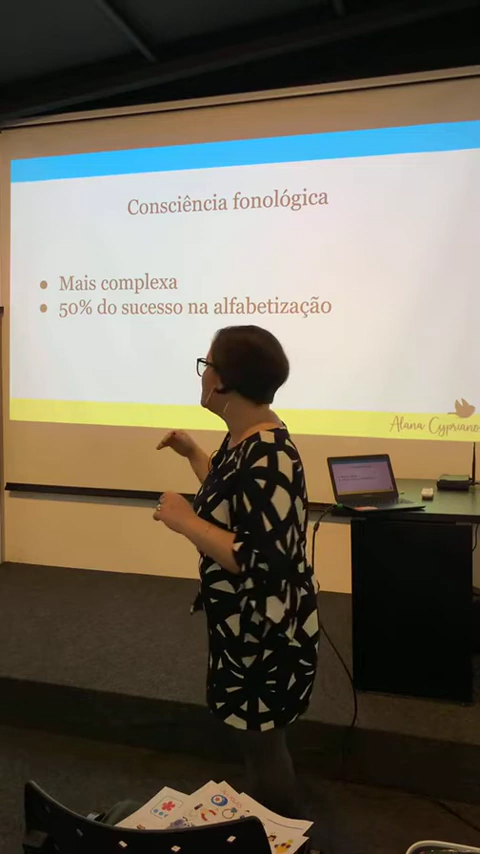 Consciência fonológica
● Mais complexa
● 50% do sucesso na alfabetização
Alana Cypriano